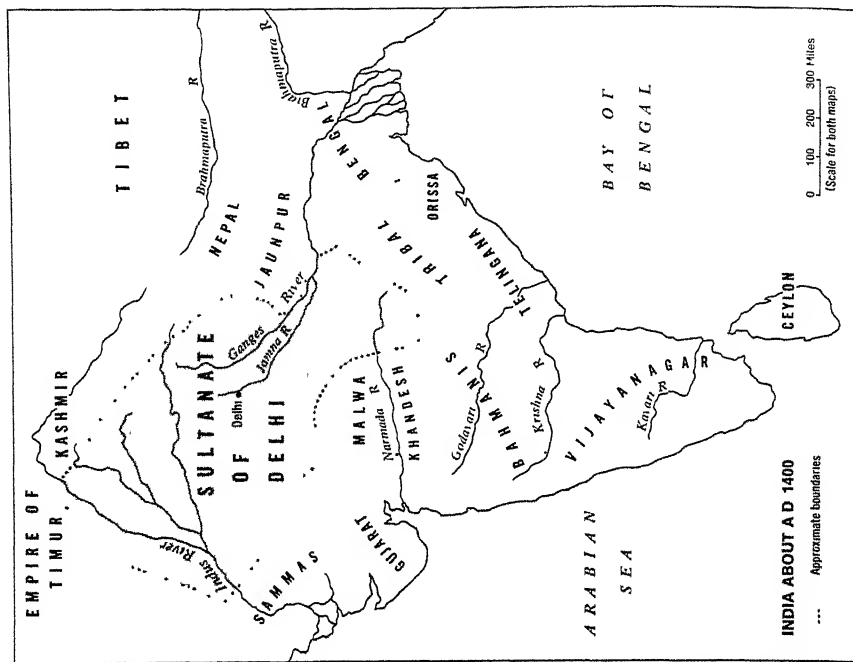 EMPIRE OF
TIMUR
KASHMIR
TIBET
Brahmaputra R
Brahmaputra R
Indus River
SULTANATE
OF
DELHI
Delhi
Ganges River
Jamna R
NEPAL
JAUNPUR
BENGAL
SAMMAS
GUJARAT
MALWA
Narmada R
KHANDESH
TRIBAL
ORISSA
TELINGANA
Godavari R
BAHMANIS
Krishna R
VIJAYANAGAR
Kavari R
CEYLON
ARABIAN
SEA
BAY OF
BENGAL
INDIA ABOUT A D 1400
--- Approximate boundaries
0 100 200 300 Miles
(Scale for both maps)